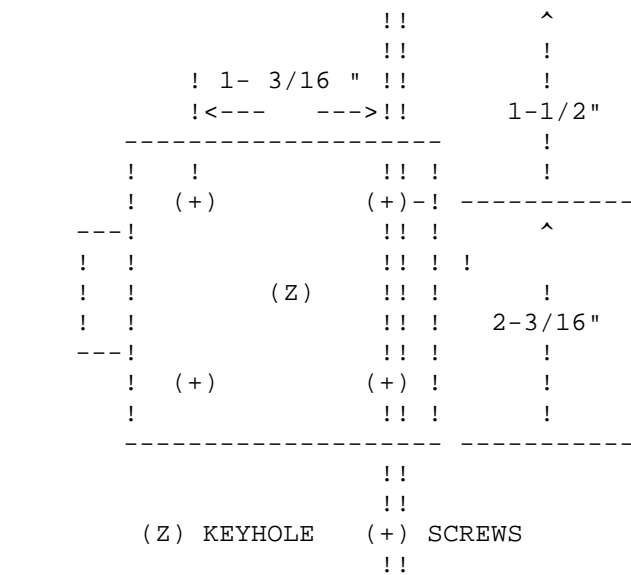 !! ^
!! !
! 1- 3/16 " !! !
!<--- --->!! 1-1/2"
-------------------- !
! ! !! ! !
! (+) (+)-! -----------
---! !! ! ^
! ! !! ! !
! ! (Z) !! ! !
! ! !! ! 2-3/16"
---! !! ! !
! (+) (+) ! !
! !! ! !
-------------------- -----------
!!
!!
(Z) KEYHOLE (+) SCREWS
!!